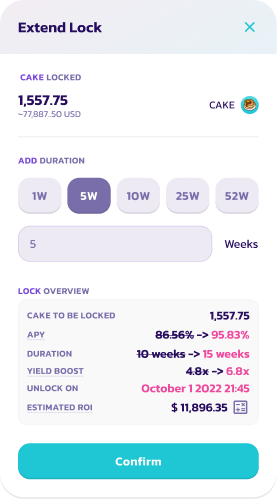 Extend Lock
CAKE LOCKED
1,557.75
CAKE
~77,887.50 USD
ADD DURATION
1W 5W 10W 25W 52W
5 Weeks
LOCK OVERVIEW
CAKE TO BE LOCKED 1,557.75
APY 86.56% -> 95.83%
DURATION 10 weeks -> 15 weeks
YIELD BOOST 4.8x -> 6.8x
UNLOCK ON October 1 2022 21:45
ESTIMATED ROI $ 11,896.35
Confirm